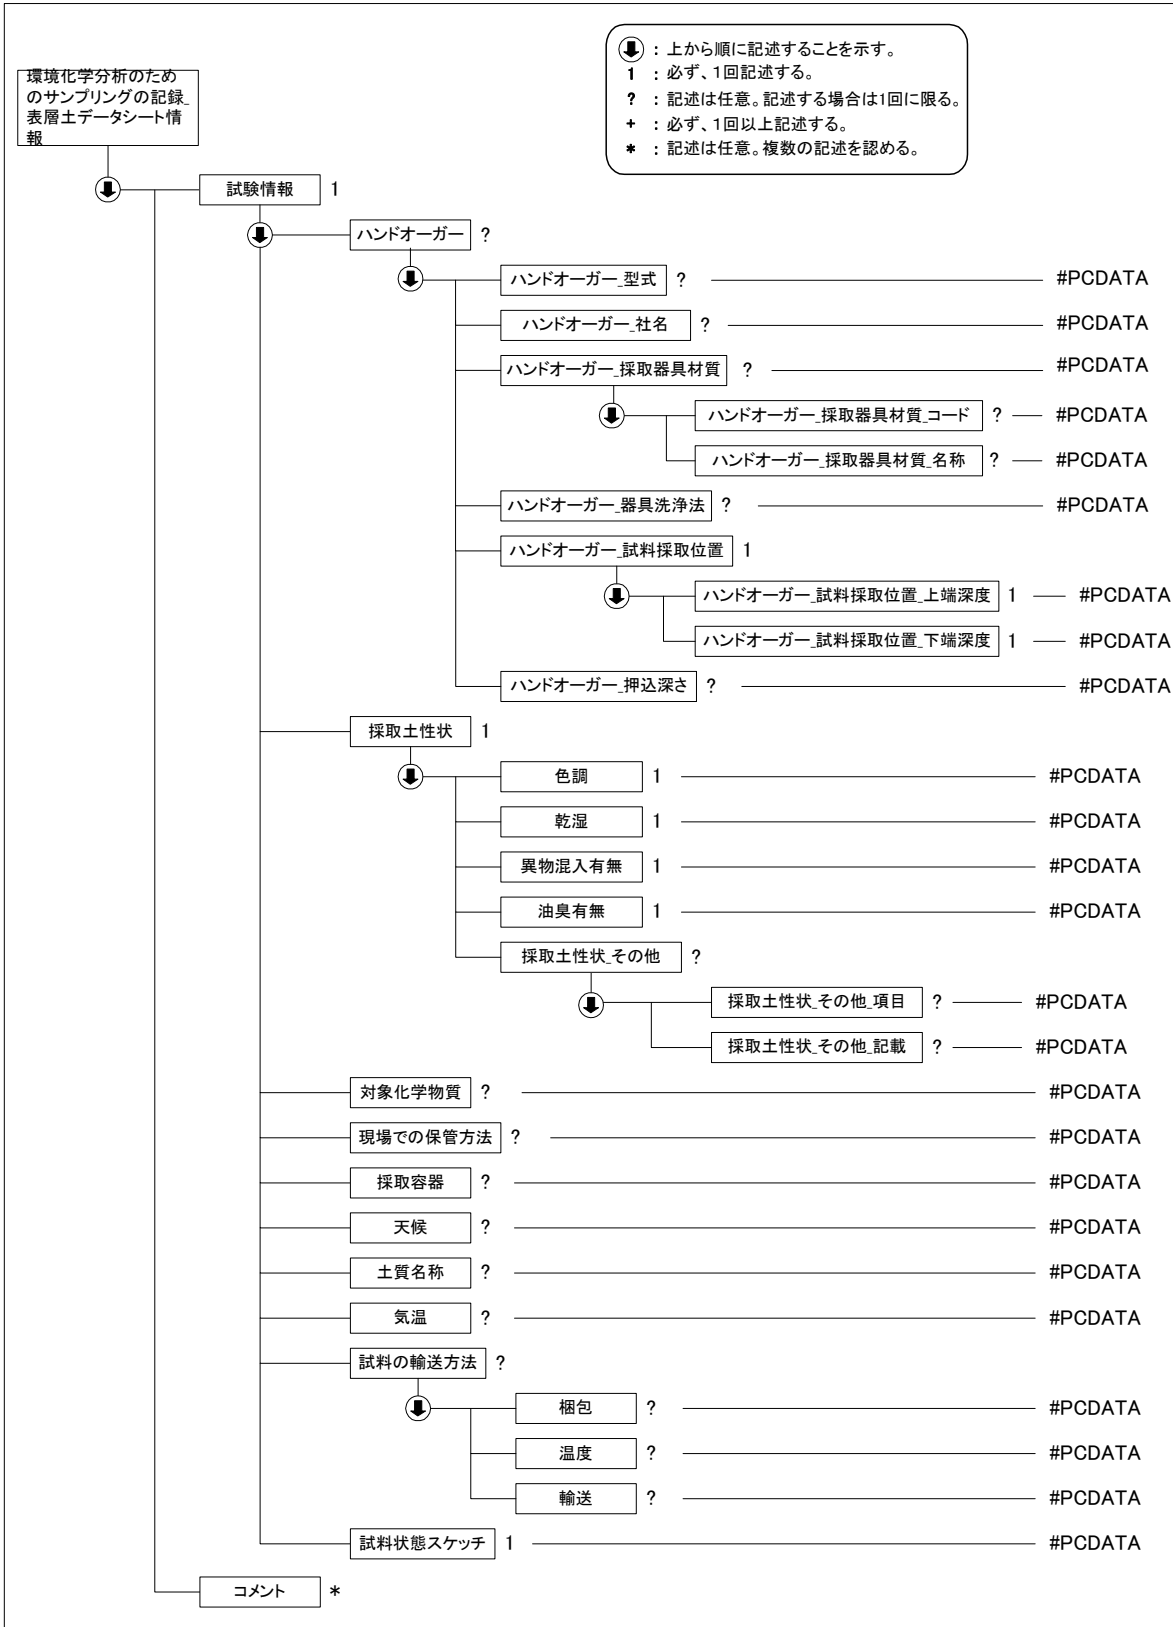 ：上から順に記述することを示す。
1 ：必ず、1回記述する。
? ：記述は任意。記述する場合は1回に限る。
+ ：必ず、1回以上記述する。
* ：記述は任意。複数の記述を認める。
環境化学分析のため
のサンプリングの記録_
表層土データシート情
報
試験情報 1
ハンドオーガー ?
ハンドオーガー_型式 ? #PCDATA
ハンドオーガー_社名 ? #PCDATA
ハンドオーガー_採取器具材質 ? #PCDATA
ハンドオーガー_採取器具材質_コード ? #PCDATA
ハンドオーガー_採取器具材質_名称 ? #PCDATA
ハンドオーガー_器具洗浄法 ? #PCDATA
ハンドオーガー_試料採取位置 1
ハンドオーガー_試料採取位置_上端深度 1 #PCDATA
ハンドオーガー_試料採取位置_下端深度 1 #PCDATA
ハンドオーガー_押込深さ ? #PCDATA
採取土性状 1
色調 1 #PCDATA
乾湿 1 #PCDATA
異物混入有無 1 #PCDATA
油臭有無 1 #PCDATA
採取土性状_その他 ?
採取土性状_その他_項目 ? #PCDATA
採取土性状_その他_記載 ? #PCDATA
対象化学物質 ? #PCDATA
現場での保管方法 ? #PCDATA
採取容器 ? #PCDATA
天候 ? #PCDATA
土質名称 ? #PCDATA
気温 ? #PCDATA
試料の輸送方法 ?
梱包 ? #PCDATA
温度 ? #PCDATA
輸送 ? #PCDATA
試料状態スケッチ 1 #PCDATA
コメント *